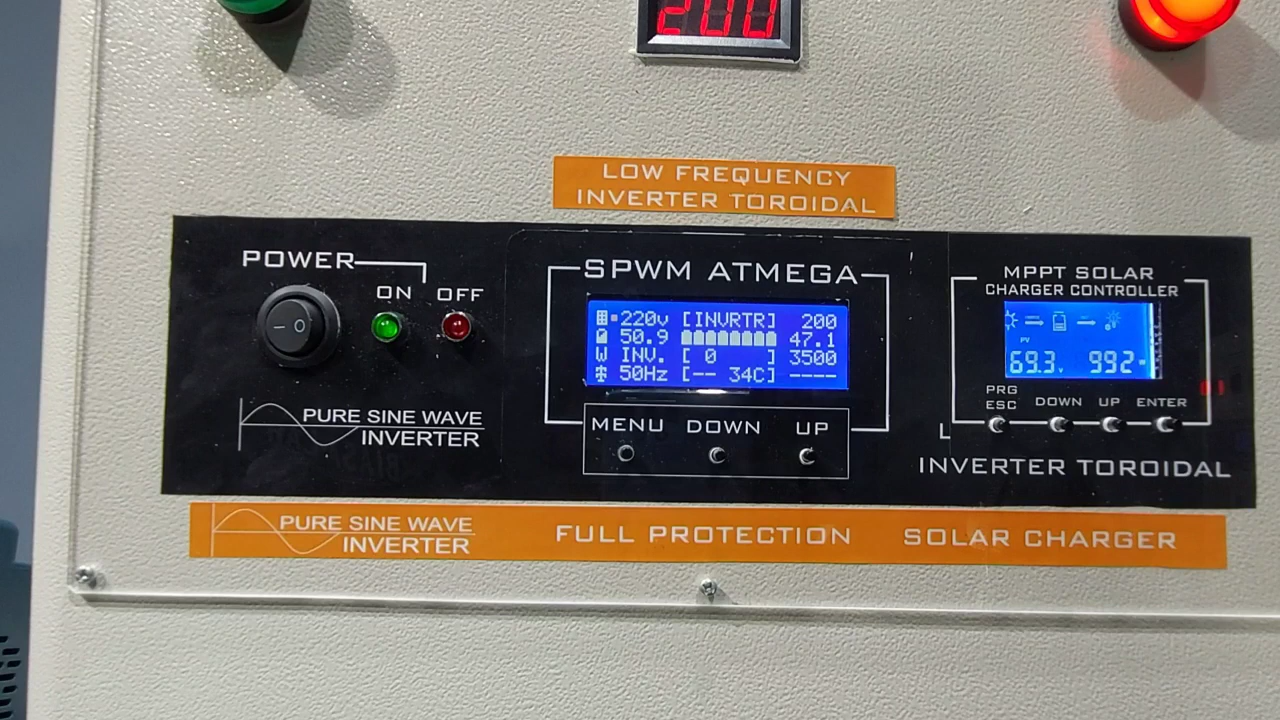 200
LOW FREQUENCY
INVERTER TOROIDAL
POWER
ON OFF
– O
PURE SINE WAVE
INVERTER
SPWM ATMEGA
220v [INVRTR] 200
50.9 47.1
W INV. [ 0 ] 3500
50Hz [-- 34C] ----
MENU DOWN UP
MPPT SOLAR
CHARGER CONTROLLER
PV
69.3v 992
PRG
ESC DOWN UP ENTER
INVERTER TOROIDAL
PURE SINE WAVE
INVERTER
FULL PROTECTION
SOLAR CHARGER